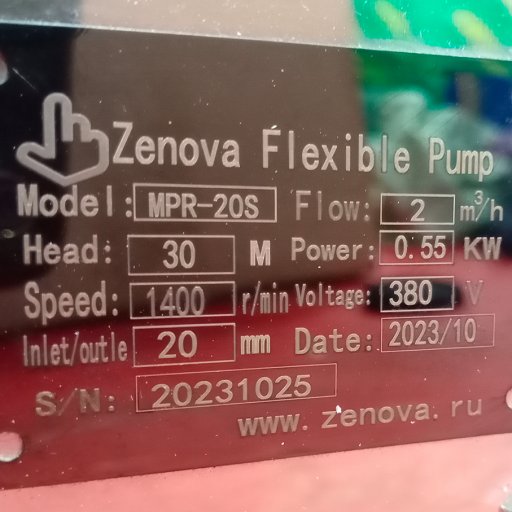 Zenova Flexible Pump
Model: MPR-20S Flow: 2 m³/h
Head: 30 M Power: 0.55 KW
Speed: 1400 r/min Voltage: 380 V
Inlet/outle 20 mm Date: 2023/10
S/N: 20231025
www.zenova.ru